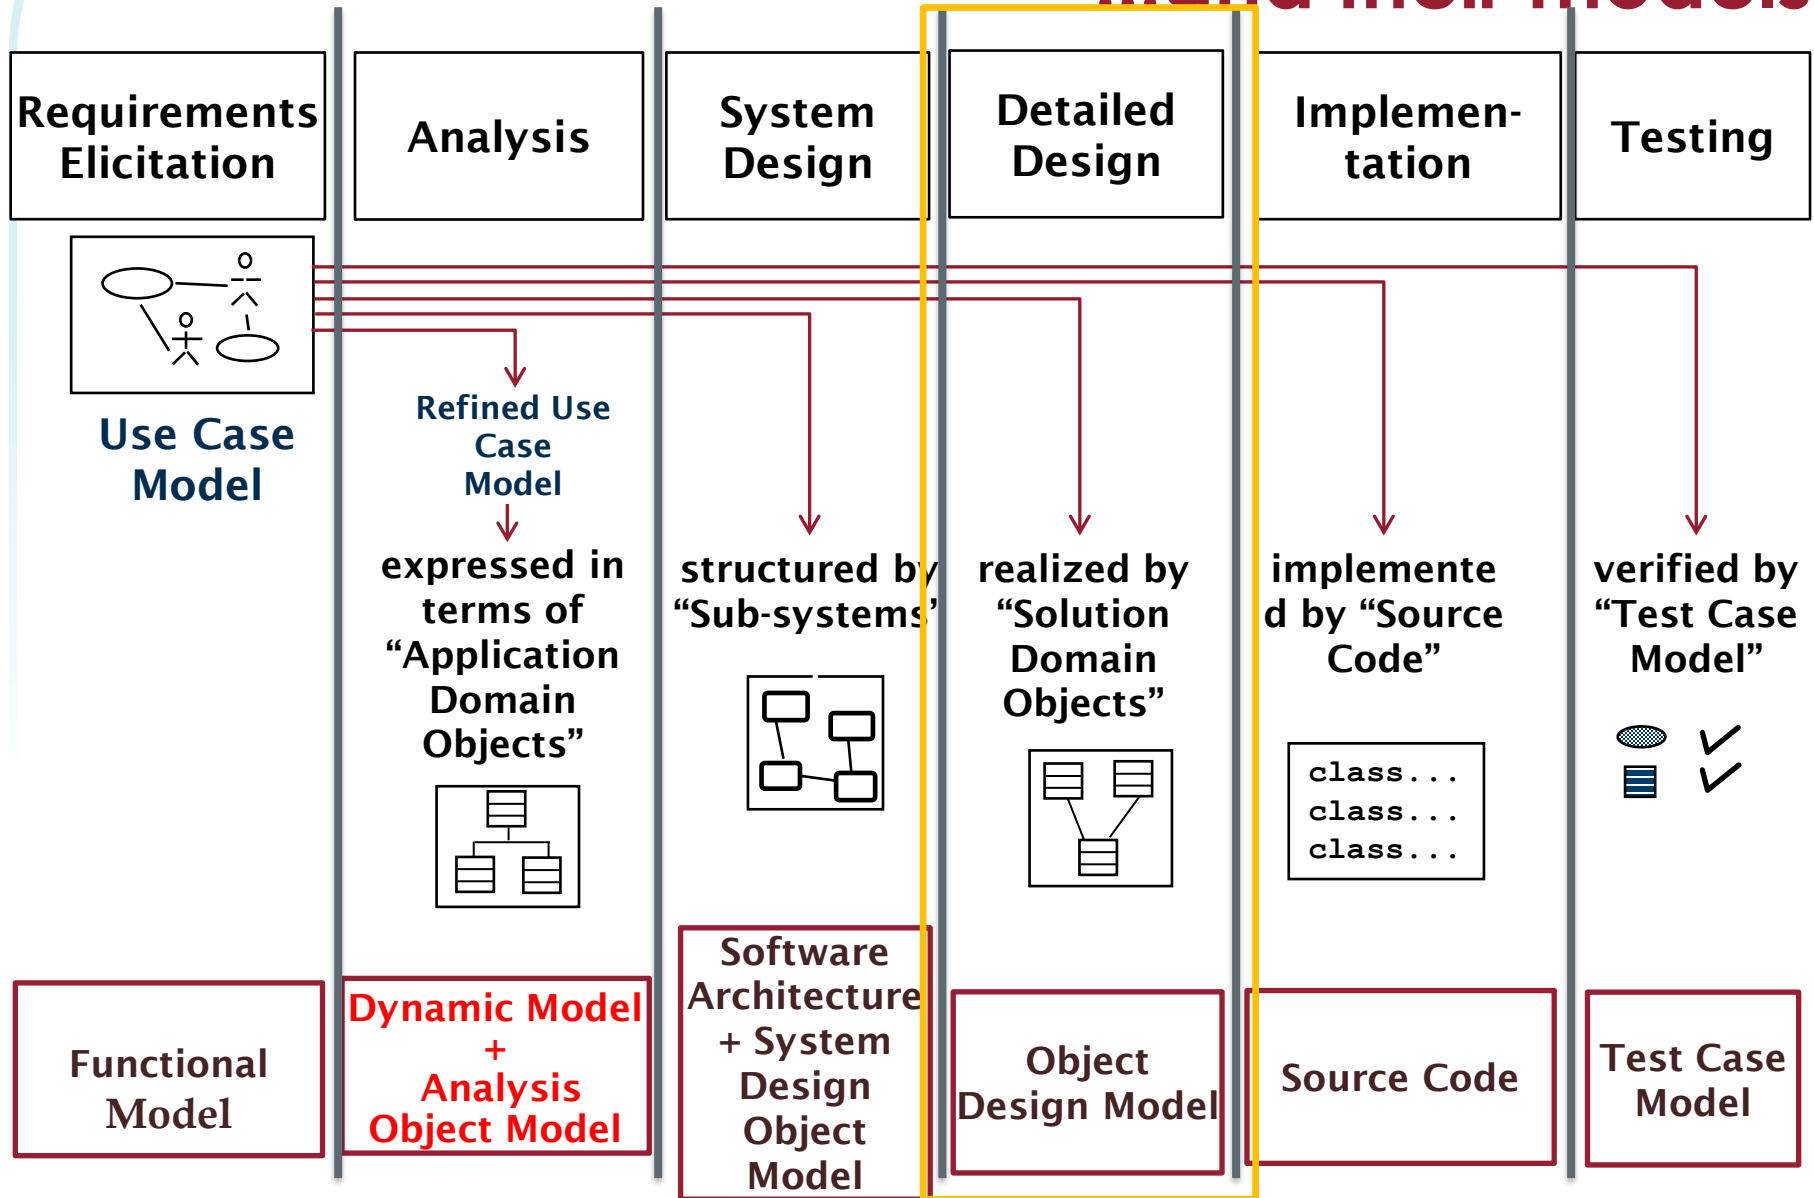 ...and their models
Requirements
Elicitation
Analysis
System
Design
Detailed
Design
Implemen-
tation
Testing
Use Case
Model
Refined Use
Case
Model
expressed in
terms of
“Application
Domain
Objects”
structured by
“Sub-systems’
realized by
“Solution
Domain
Objects”
implemente
d by “Source
Code”
verified by
“Test Case
Model”
class...
class...
class...
Functional
Model
Dynamic Model
+
Analysis
Object Model
Software
Architecture
+ System
Design
Object
Model
Object
Design Model
Source Code
Test Case
Model